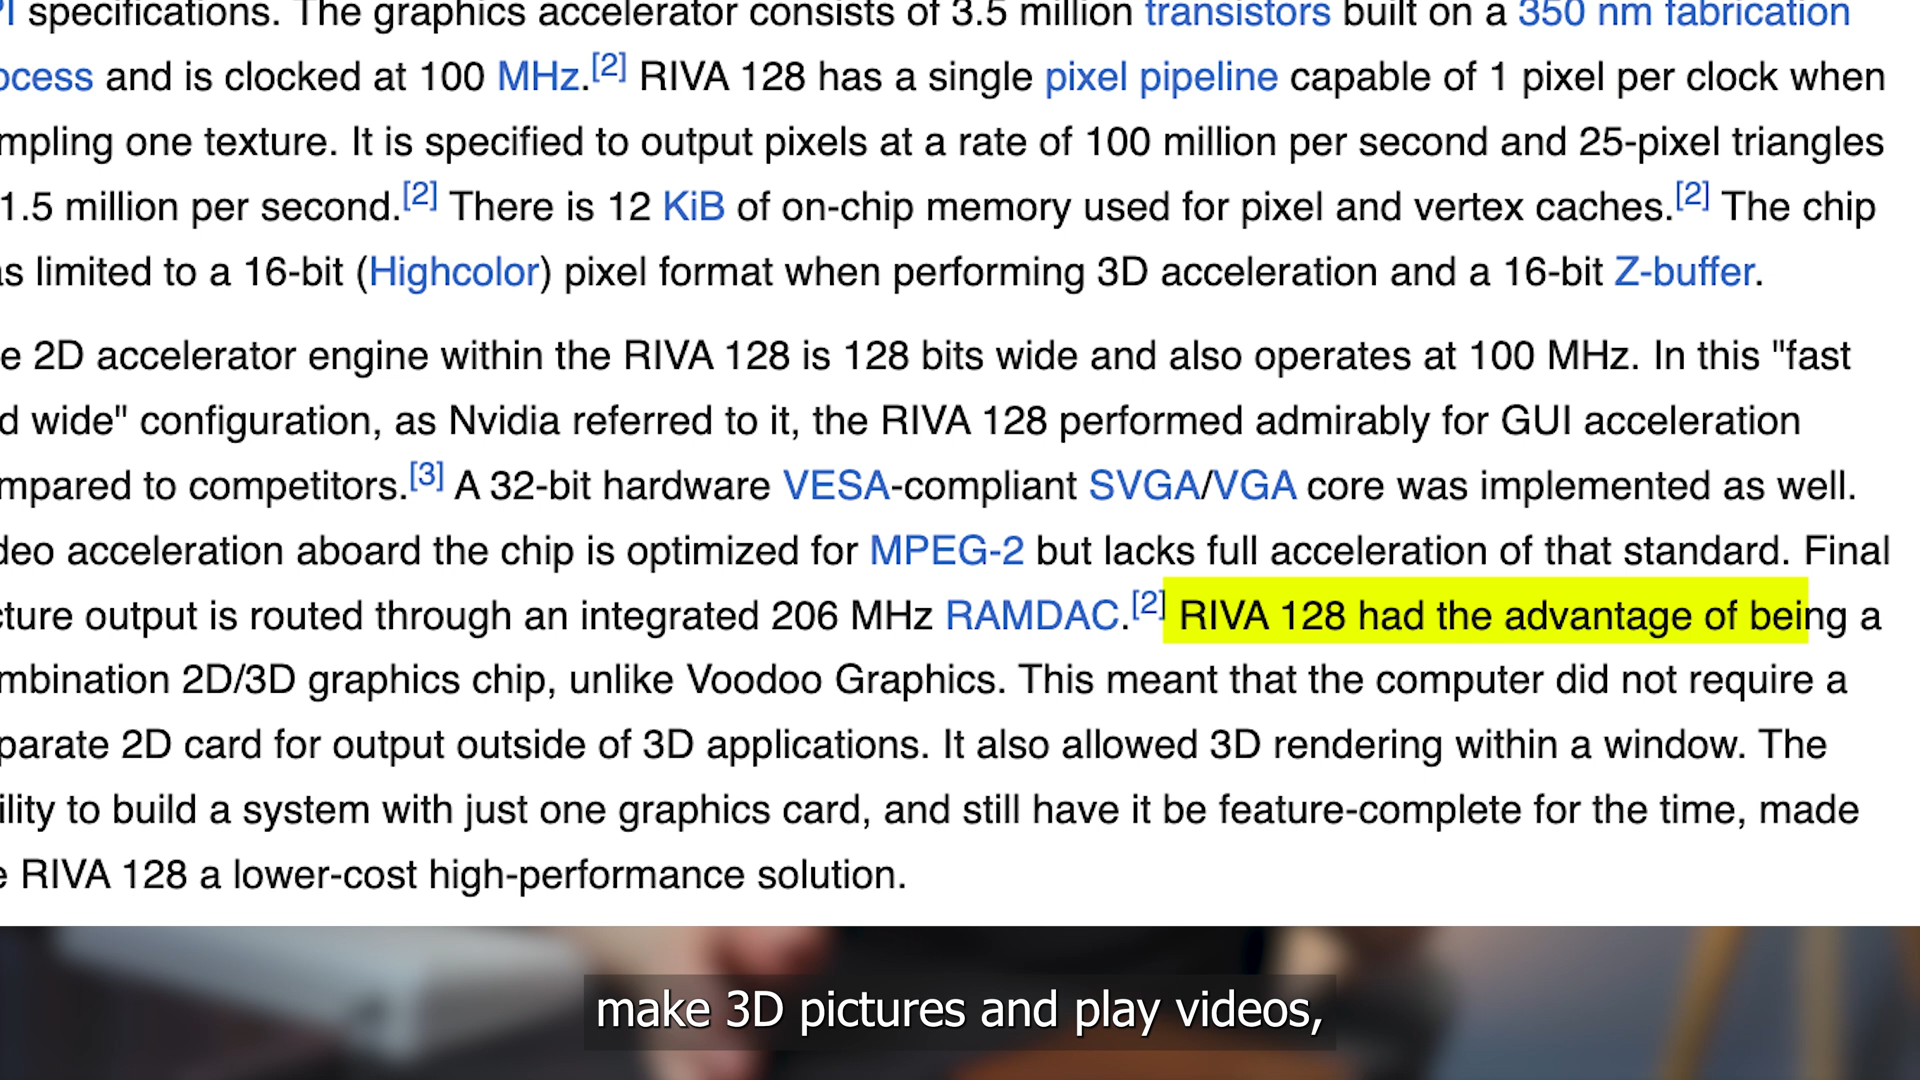 specifications. The graphics accelerator consists of 3.5 million transistors built on a 350 nm fabrication
ocess and is clocked at 100 MHz.[2] RIVA 128 has a single pixel pipeline capable of 1 pixel per clock when
mpling one texture. It is specified to output pixels at a rate of 100 million per second and 25-pixel triangles
1.5 million per second.[2] There is 12 KiB of on-chip memory used for pixel and vertex caches.[2] The chip
as limited to a 16-bit (Highcolor) pixel format when performing 3D acceleration and a 16-bit Z-buffer.
e 2D accelerator engine within the RIVA 128 is 128 bits wide and also operates at 100 MHz. In this "fast
d wide" configuration, as Nvidia referred to it, the RIVA 128 performed admirably for GUI acceleration
mpared to competitors.[3] A 32-bit hardware VESA-compliant SVGA/VGA core was implemented as well.
deo acceleration aboard the chip is optimized for MPEG-2 but lacks full acceleration of that standard. Final
cture output is routed through an integrated 206 MHz RAMDAC.[2] RIVA 128 had the advantage of being a
mbination 2D/3D graphics chip, unlike Voodoo Graphics. This meant that the computer did not require a
parate 2D card for output outside of 3D applications. It also allowed 3D rendering within a window. The
ility to build a system with just one graphics card, and still have it be feature-complete for the time, made
e RIVA 128 a lower-cost high-performance solution.
make 3D pictures and play videos,